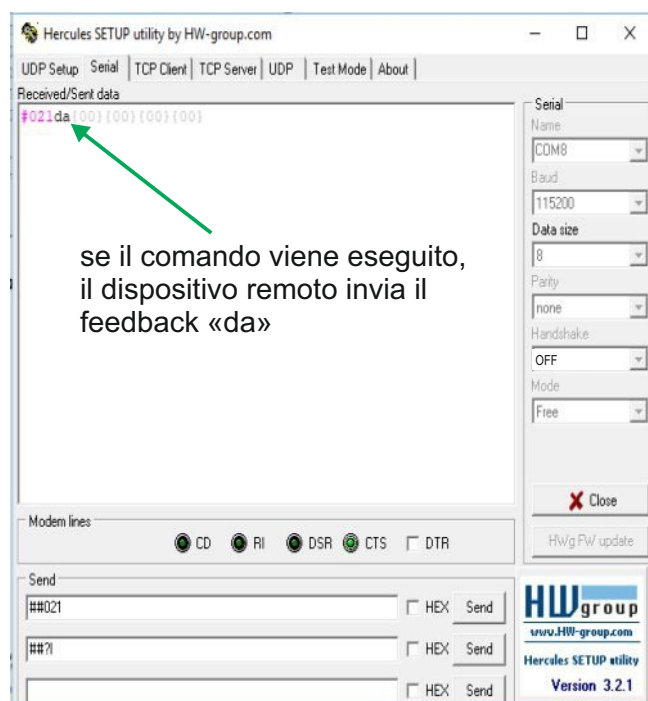 Hercules SETUP utility by HW-group.com
UDP Setup Serial TCP Client TCP Server UDP Test Mode About
Received/Sent data
#021da{00}{00}{00}{00}
se il comando viene eseguito,
il dispositivo remoto invia il
feedback «da»
Serial
Name
COM8
Baud
115200
Data size
8
Parity
none
Handshake
OFF
Mode
Free
Close
HWg FW update
Modem lines
CD RI DSR CTS DTR
Send
##021 HEX Send
##?I HEX Send
HEX Send
HWgroup
www.HW-group.com
Hercules SETUP utility
Version 3.2.1